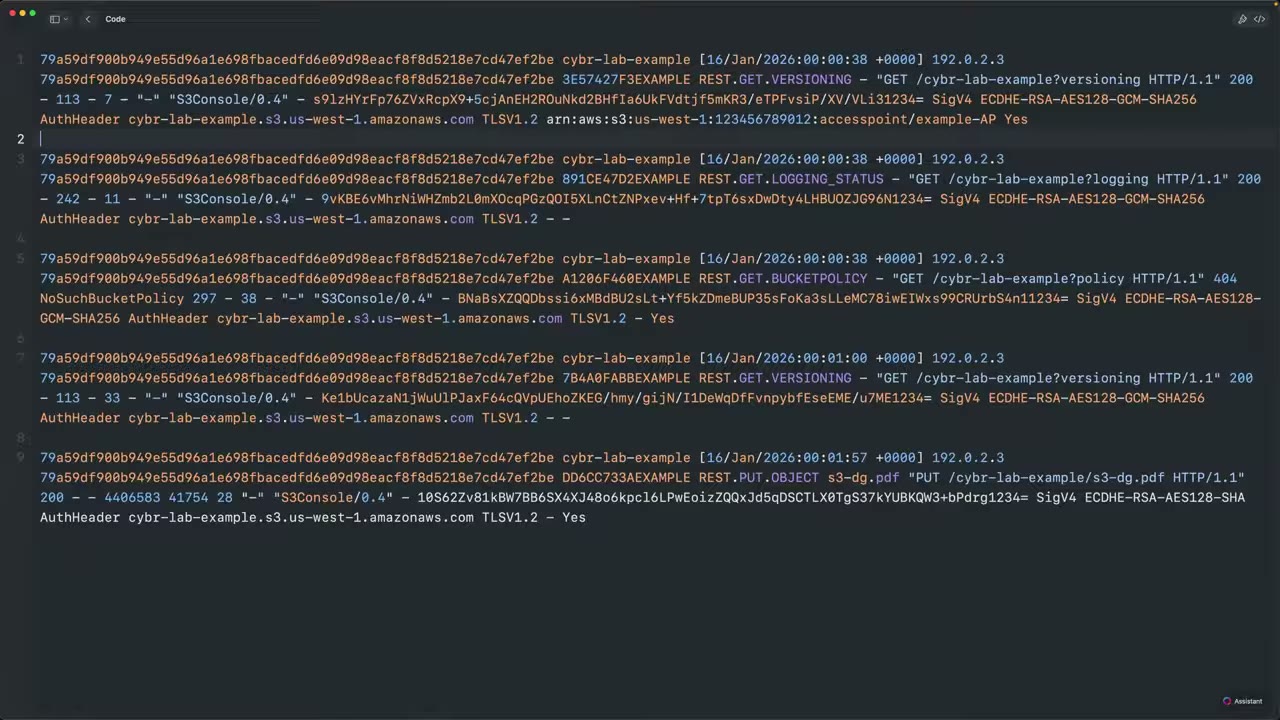 Code
1 79a59df900b949e55d96a1e698fbacedfd6e09d98eacf8f8d5218e7cd47ef2be cybr-lab-example [16/Jan/2026:00:00:38 +0000] 192.0.2.3
79a59df900b949e55d96a1e698fbacedfd6e09d98eacf8f8d5218e7cd47ef2be 3E57427F3EXAMPLE REST.GET.VERSIONING - "GET /cybr-lab-example?versioning HTTP/1.1" 200
- 113 - 7 - "-" "S3Console/0.4" - s9lzHYrFp76ZVxRcpX9+5cjAnEH2ROuNkd2BHfIa6UkFVdtjf5mKR3/eTPFvsiP/XV/VLi31234= SigV4 ECDHE-RSA-AES128-GCM-SHA256
AuthHeader cybr-lab-example.s3.us-west-1.amazonaws.com TLSV1.2 arn:aws:s3:us-west-1:123456789012:accesspoint/example-AP Yes
2
3 79a59df900b949e55d96a1e698fbacedfd6e09d98eacf8f8d5218e7cd47ef2be cybr-lab-example [16/Jan/2026:00:00:38 +0000] 192.0.2.3
79a59df900b949e55d96a1e698fbacedfd6e09d98eacf8f8d5218e7cd47ef2be 891CE47D2EXAMPLE REST.GET.LOGGING_STATUS - "GET /cybr-lab-example?logging HTTP/1.1" 200
- 242 - 11 - "-" "S3Console/0.4" - 9vKBE6vMhrNiWHZmb2L0mXOcqPGzQOI5XLnCtZNPxev+Hf+7tpT6sxDwDty4LHBUOZJG96N1234= SigV4 ECDHE-RSA-AES128-GCM-SHA256
AuthHeader cybr-lab-example.s3.us-west-1.amazonaws.com TLSV1.2 - -
4
5 79a59df900b949e55d96a1e698fbacedfd6e09d98eacf8f8d5218e7cd47ef2be cybr-lab-example [16/Jan/2026:00:00:38 +0000] 192.0.2.3
79a59df900b949e55d96a1e698fbacedfd6e09d98eacf8f8d5218e7cd47ef2be A1206F460EXAMPLE REST.GET.BUCKETPOLICY - "GET /cybr-lab-example?policy HTTP/1.1" 404
NoSuchBucketPolicy 297 - 38 - "-" "S3Console/0.4" - BNaBsXZQQDbssi6xMBdBU2sLt+Yf5kZDmeBUP35sFoKa3sLLeMC78iwEIWxs99CRUrbS4n11234= SigV4 ECDHE-RSA-AES128-
GCM-SHA256 AuthHeader cybr-lab-example.s3.us-west-1.amazonaws.com TLSV1.2 - Yes
6
7 79a59df900b949e55d96a1e698fbacedfd6e09d98eacf8f8d5218e7cd47ef2be cybr-lab-example [16/Jan/2026:00:01:00 +0000] 192.0.2.3
79a59df900b949e55d96a1e698fbacedfd6e09d98eacf8f8d5218e7cd47ef2be 7B4A0FABBEXAMPLE REST.GET.VERSIONING - "GET /cybr-lab-example?versioning HTTP/1.1" 200
- 113 - 33 - "-" "S3Console/0.4" - Ke1bUcazaN1jWuUlPJaxF64cQVpUEhoZKEG/hmy/gijN/I1DeWqDfFvnpybfEseEME/u7ME1234= SigV4 ECDHE-RSA-AES128-GCM-SHA256
AuthHeader cybr-lab-example.s3.us-west-1.amazonaws.com TLSV1.2 - -
8
9 79a59df900b949e55d96a1e698fbacedfd6e09d98eacf8f8d5218e7cd47ef2be cybr-lab-example [16/Jan/2026:00:01:57 +0000] 192.0.2.3
79a59df900b949e55d96a1e698fbacedfd6e09d98eacf8f8d5218e7cd47ef2be DD6CC733AEXAMPLE REST.PUT.OBJECT s3-dg.pdf "PUT /cybr-lab-example/s3-dg.pdf HTTP/1.1"
200 - - 4406583 41754 28 "-" "S3Console/0.4" - 10S62Zv81kBW7BB6SX4XJ48o6kpcl6LPwEoizZQQxJd5qDSCTLX0TgS37kYUBKQW3+bPdrg1234= SigV4 ECDHE-RSA-AES128-SHA
AuthHeader cybr-lab-example.s3.us-west-1.amazonaws.com TLSV1.2 - Yes
Assistant